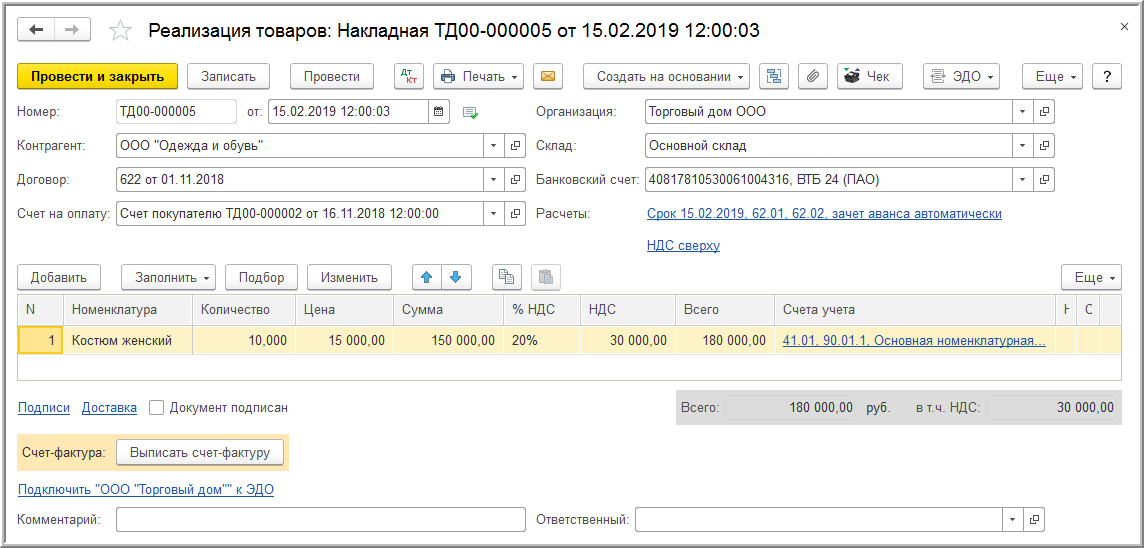 Реализация товаров: Накладная ТД00-000005 от 15.02.2019 12:00:03
Провести и закрыть Записать Провести Дт Кт Печать Создать на основании Чек ЭДО Еще ?
Номер: ТД00-000005 от: 15.02.2019 12:00:03 Организация: Торговый дом ООО
Контрагент: ООО "Одежда и обувь" Склад: Основной склад
Договор: 622 от 01.11.2018 Банковский счет: 40817810530061004316, ВТБ 24 (ПАО)
Счет на оплату: Счет покупателю ТД00-000002 от 16.11.2018 12:00:00 Расчеты: Срок 15.02.2019, 62.01, 62.02, зачет аванса автоматически
НДС сверху
Добавить Заполнить Подбор Изменить Еще
N Номенклатура Количество Цена Сумма % НДС НДС Всего Счета учета Н С
1 Костюм женский 10,000 15 000,00 150 000,00 20% 30 000,00 180 000,00 41.01, 90.01.1, Основная номенклатурная...
Подписи Доставка Документ подписан Всего: 180 000,00 руб. в т.ч. НДС: 30 000,00
Счет-фактура: Выписать счет-фактуру
Подключить "ООО "Торговый дом"" к ЭДО
Комментарий: Ответственный: